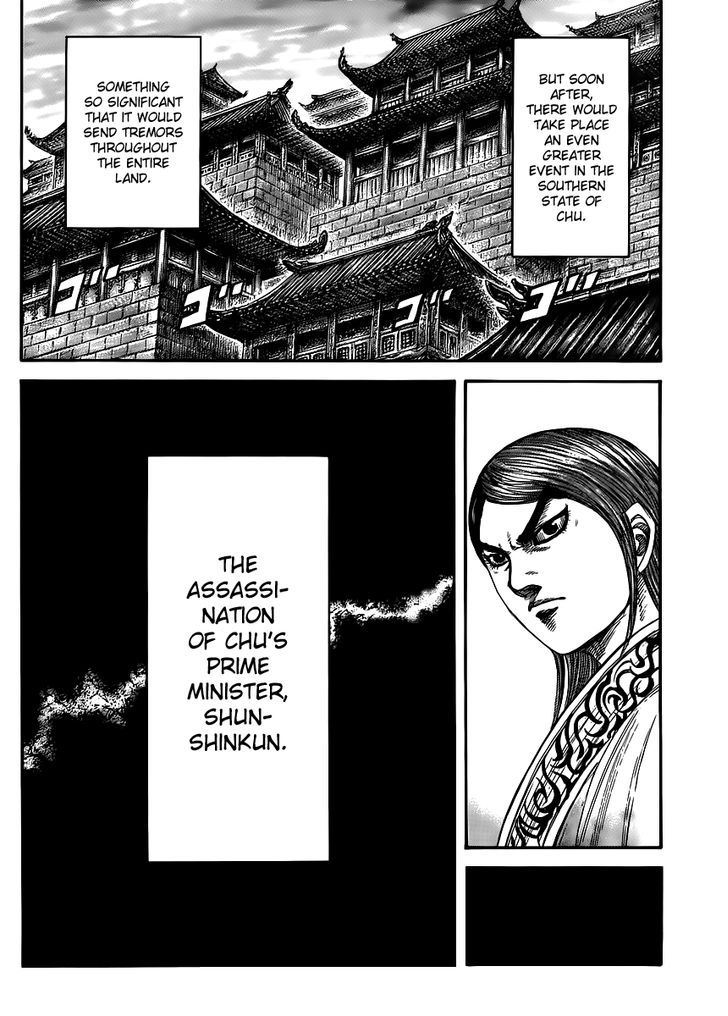 BUT SOON
AFTER,
THERE WOULD
TAKE PLACE
AN EVEN
GREATER
EVENT IN THE
SOUTHERN
STATE OF
CHU.
SOMETHING
SO SIGNIFICANT
THAT IT WOULD
SEND TREMORS
THROUGHOUT
THE ENTIRE
LAND.
ゴ
ゴ
ゴ
ゴ
THE
ASSASSI-
NATION
OF CHU'S
PRIME
MINISTER,
SHUN-
SHINKUN.